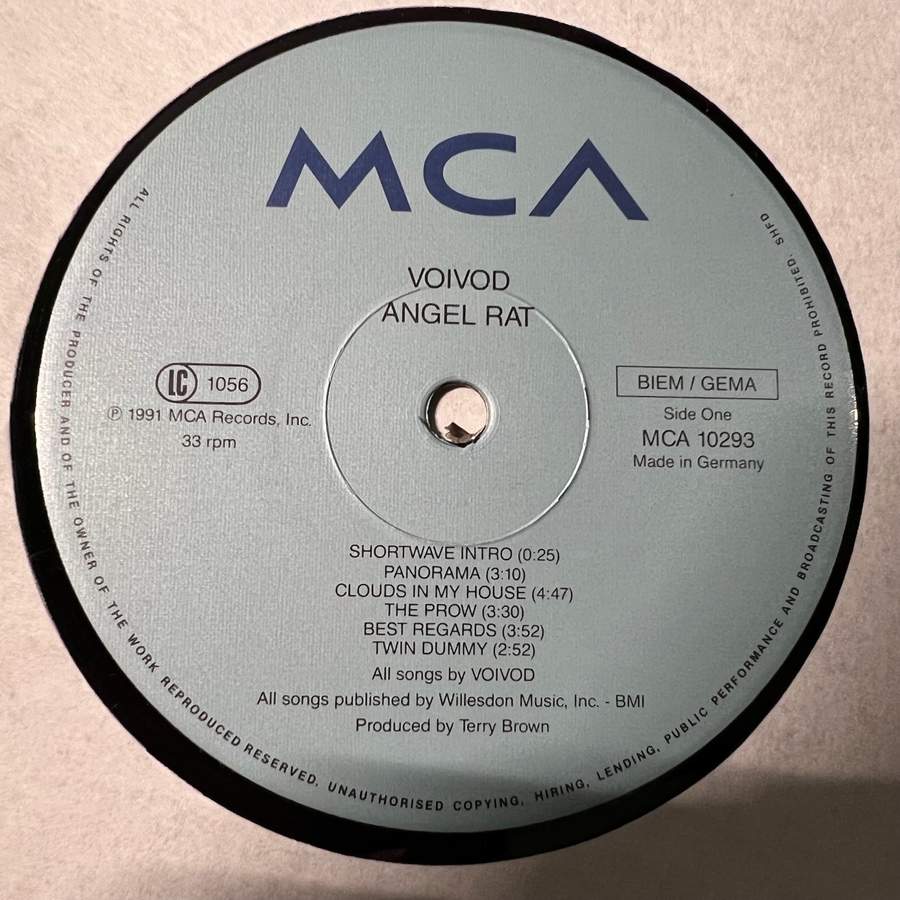 MCA
VOIVOD
ANGEL RAT
LC 1056
℗ 1991 MCA Records, Inc.
33 rpm
BIEM / GEMA
Side One
MCA 10293
Made in Germany
SHORTWAVE INTRO (0:25)
PANORAMA (3:10)
CLOUDS IN MY HOUSE (4:47)
THE PROW (3:30)
BEST REGARDS (3:52)
TWIN DUMMY (2:52)
All songs by VOIVOD
All songs published by Willesdon Music, Inc. - BMI
Produced by Terry Brown
ALL RIGHTS OF THE PRODUCER AND OF THE OWNER OF THE WORK REPRODUCED RESERVED. UNAUTHORISED COPYING, HIRING, LENDING, PUBLIC PERFORMANCE AND BROADCASTING OF THIS RECORD PROHIBITED. SHED